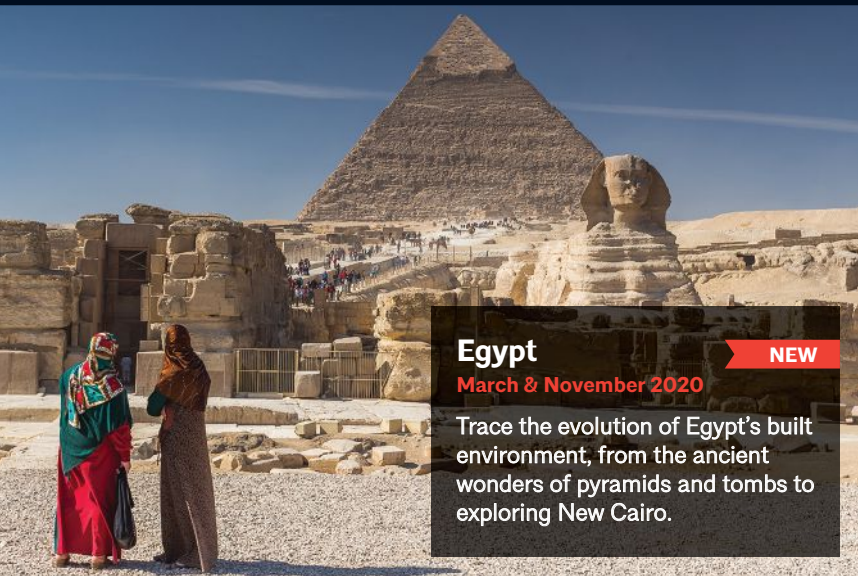 Egypt
NEW
March & November 2020
Trace the evolution of Egypt's built
environment, from the ancient
wonders of pyramids and tombs to
exploring New Cairo.